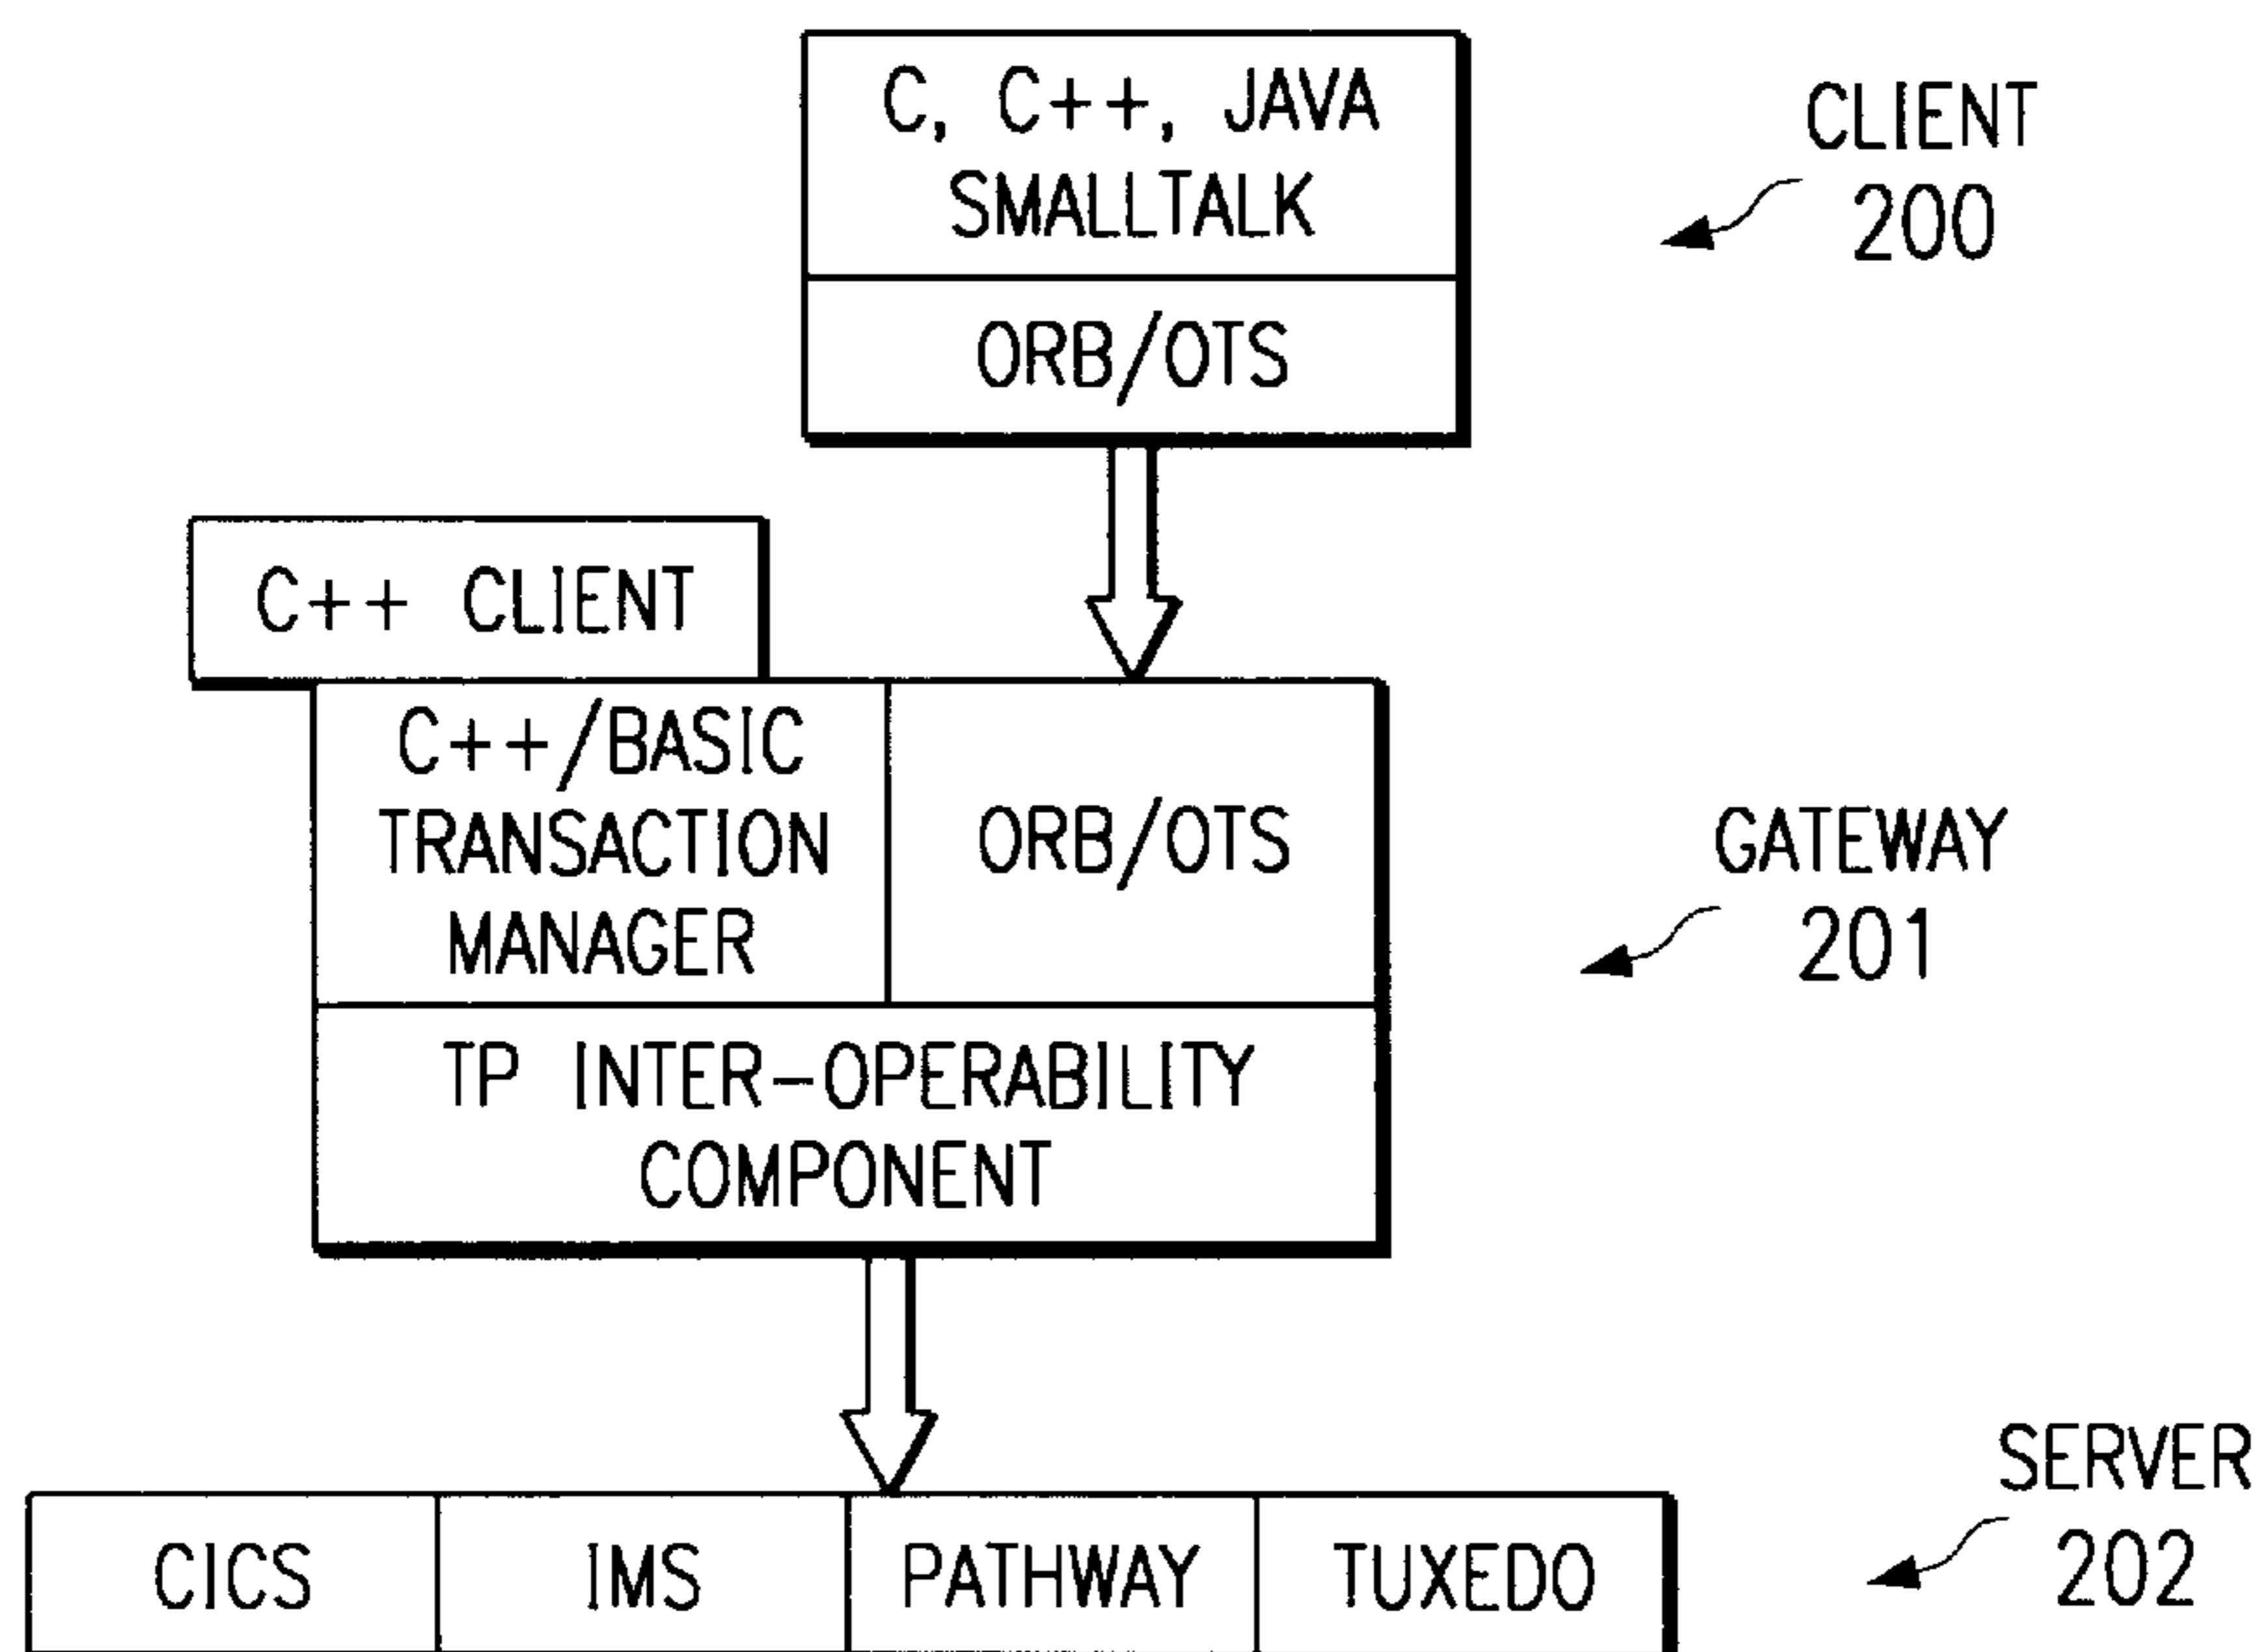 C, C++, JAVA
SMALLTALK
CLIENT
200
ORB/OTS
C++ CLIENT
C++/BASIC
TRANSACTION
MANAGER
ORB/OTS
GATEWAY
201
TP INTER-OPERABILITY
COMPONENT
SERVER
202
CICS
IMS
PATHWAY
TUXEDO